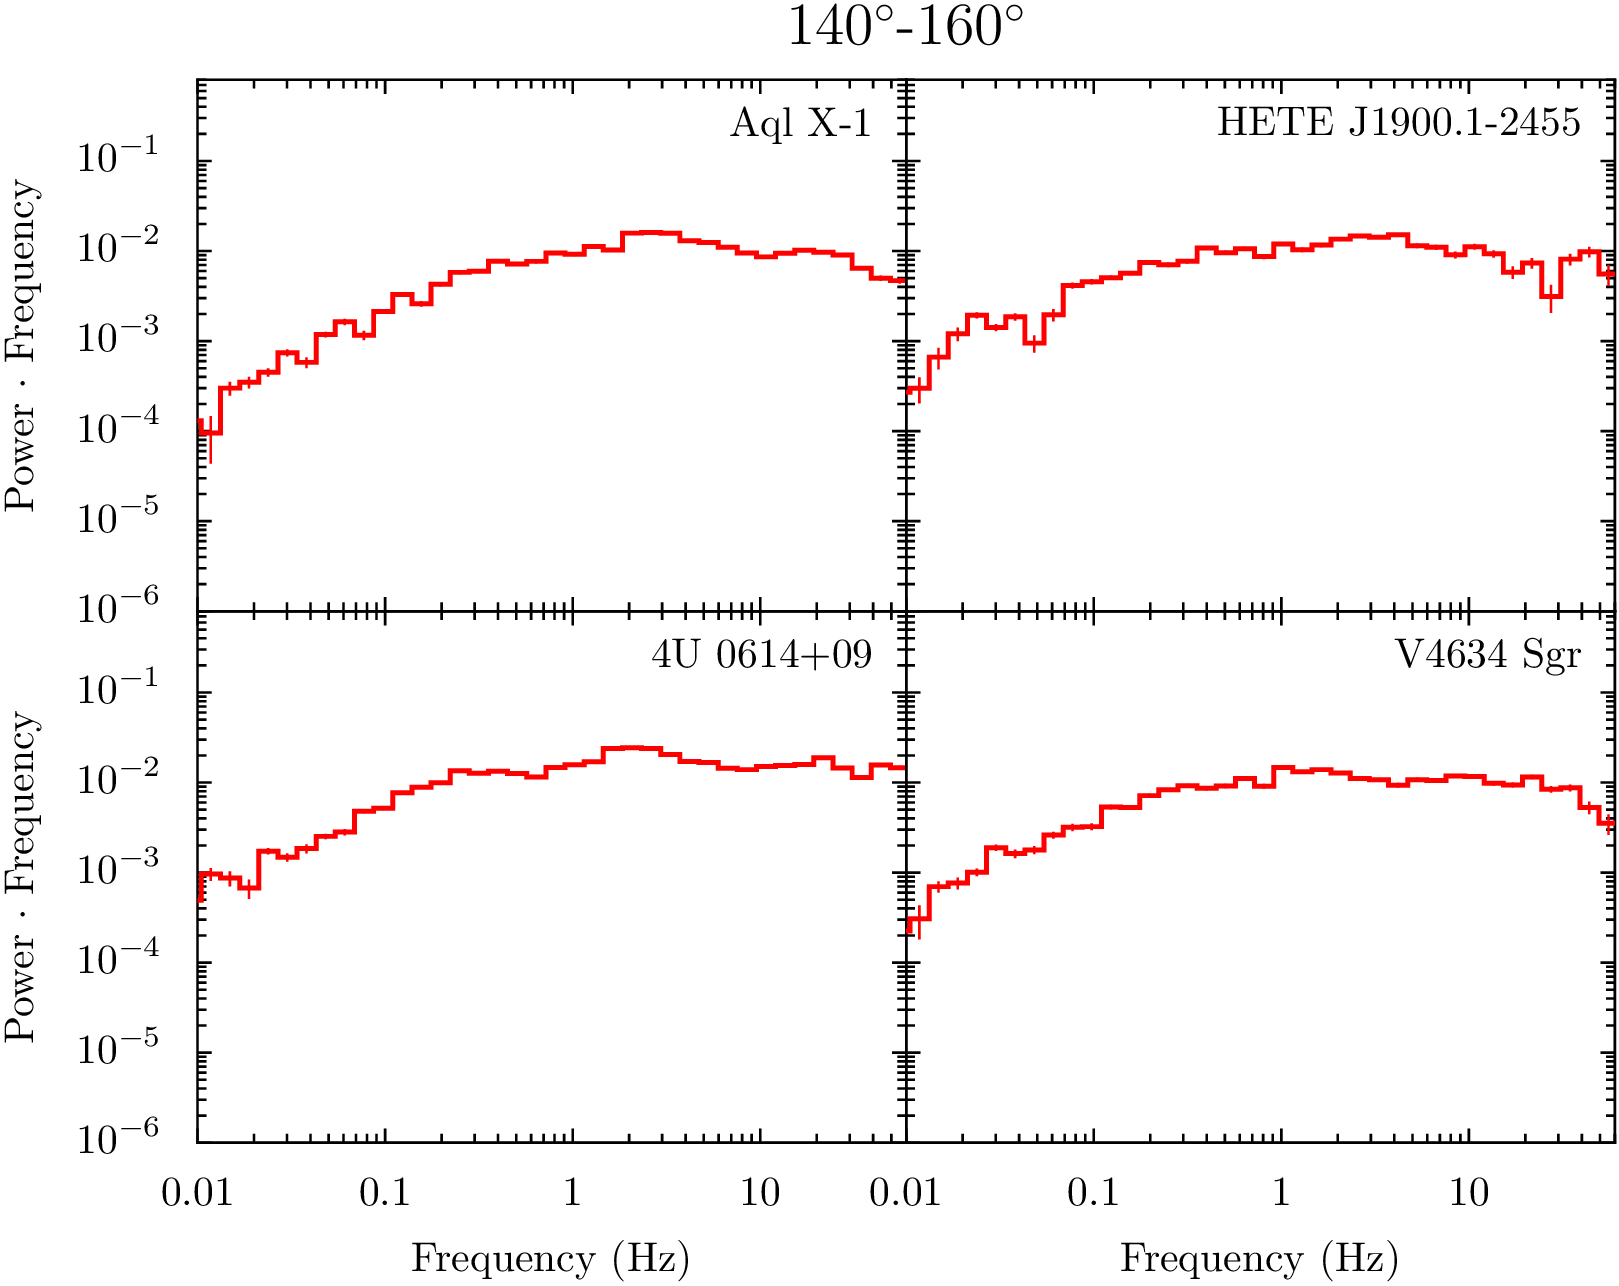 140°-160°
Aql X-1
HETE J1900.1-2455
Power · Frequency
10−1
10−2
10−3
10−4
10−5
10−6
4U 0614+09
V4634 Sgr
Power · Frequency
10−1
10−2
10−3
10−4
10−5
10−6
0.01 0.1 1 10 0.01 0.1 1 10
Frequency (Hz) Frequency (Hz)